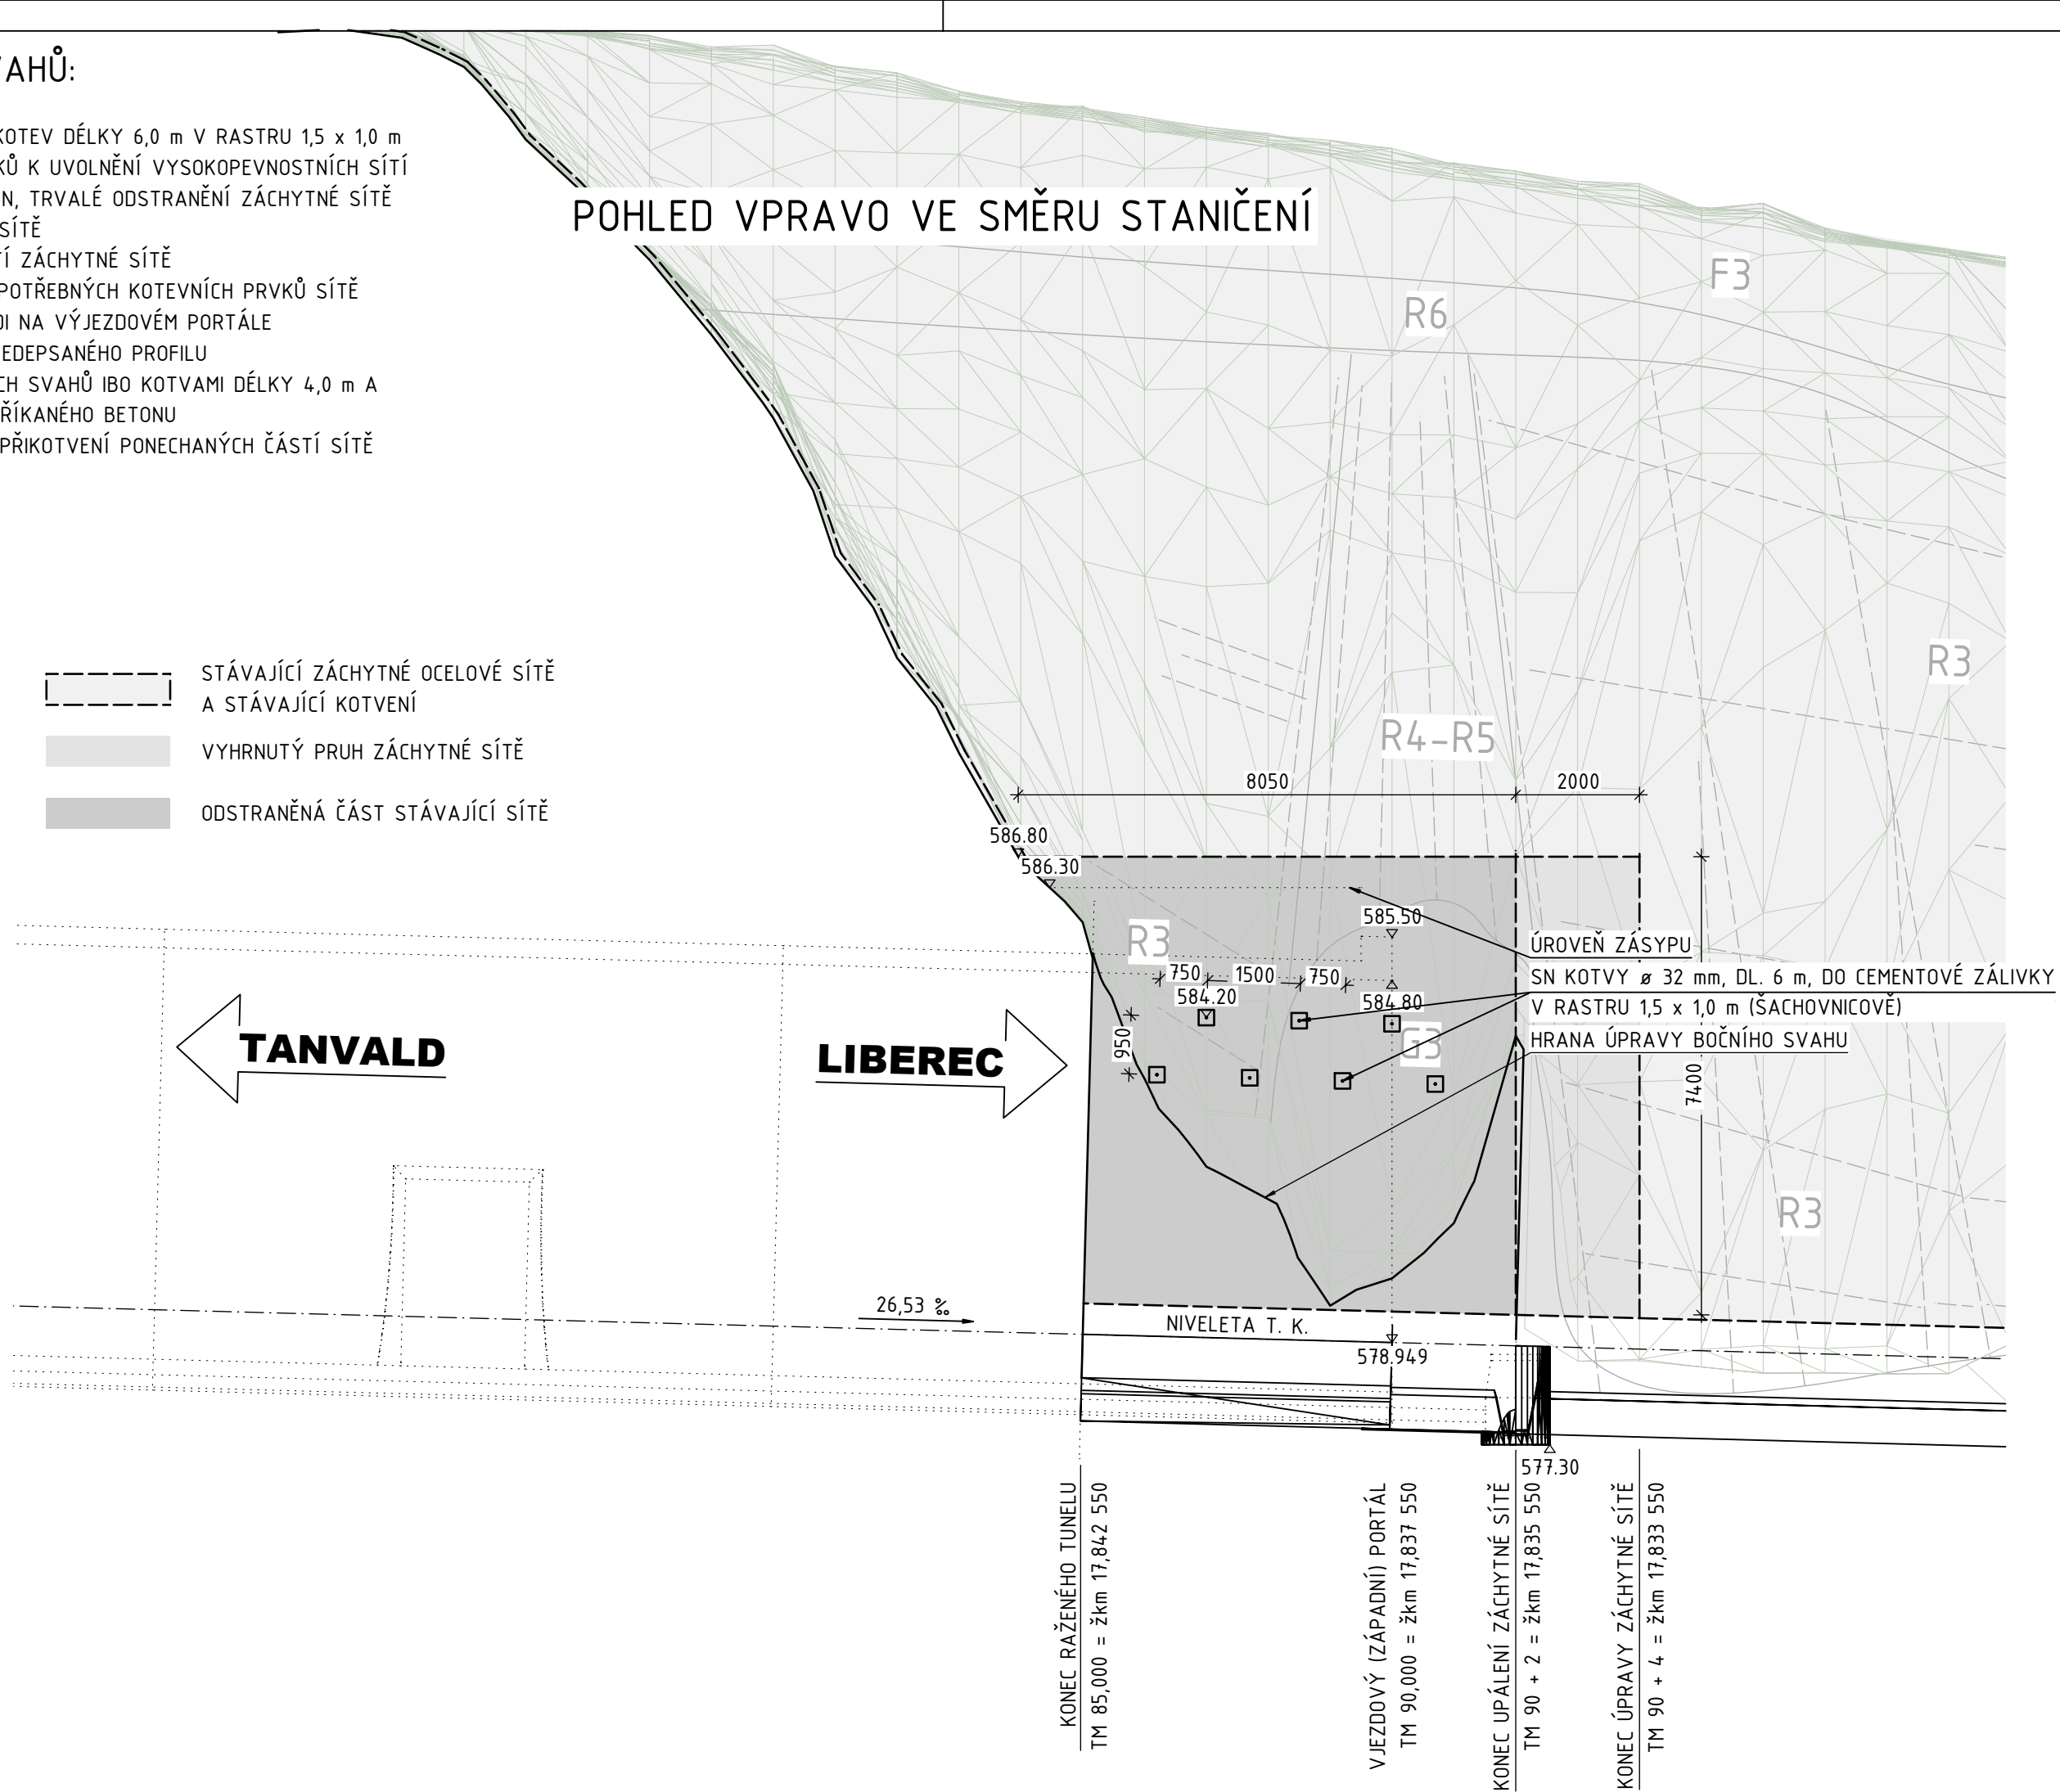 VAHŮ:
KOTEV DÉLKY 6,0 m V RASTRU 1,5 x 1,0 m
KŮ K UVOLNĚNÍ VYSOKOPEVNOSTNÍCH SÍTÍ
N, TRVALÉ ODSTRANĚNÍ ZÁCHYTNÉ SÍTĚ
SÍTĚ
ÍZÁCHYTNÉ SÍTĚ
POTŘEBNÝCH KOTEVNÍCH PRVKŮ SÍTĚ
DI NA VÝJEZDOVÉM PORTÁLE
EDEPSANÉHO PROFILU
CH SVAHŮ IBO KOTVAMI DÉLKY 4,0 m A
ŘÍKANÉHO BETONU
PŘIKOTVENÍ PONECHANÝCH ČÁSTÍ SÍTĚ
POHLED VPRAVO VE SMĚRU STANIČENÍ
F3
R6
R3
R4-R5
STÁVAJÍCÍ ZÁCHYTNÉ OCELOVÉ SÍTĚ
A STÁVAJÍCÍ KOTVENÍ
VYHRNUTÝ PRUH ZÁCHYTNÉ SÍTĚ
ODSTRANĚNÁ ČÁST STÁVAJÍCÍ SÍTĚ
8050
2000
586.80
586.30
585.50
R3
750
1500
750
584.20
584.80
G3
950
7400
R3
ÚROVEŇ ZÁSYPU
SN KOTVY ø 32 mm, DL. 6 m, DO CEMENTOVÉ ZÁLIVKY
V RASTRU 1,5 x 1,0 m (ŠACHOVNICOVĚ)
HRANA ÚPRAVY BOČNÍHO SVAHU
TANVALD
LIBEREC
26,53 ‰
NIVELETA T. K.
578.949
577.30
KONEC RAŽENÉHO TUNELU
TM 85,000 = žkm 17,842 550
VJEZDOVÝ (ZÁPADNÍ) PORTÁL
TM 90,000 = žkm 17,837 550
KONEC UPÁLENÍ ZÁCHYTNÉ SÍTĚ
TM 90 + 2 = žkm 17,835 550
KONEC ÚPRAVY ZÁCHYTNÉ SÍTĚ
TM 90 + 4 = žkm 17,833 550